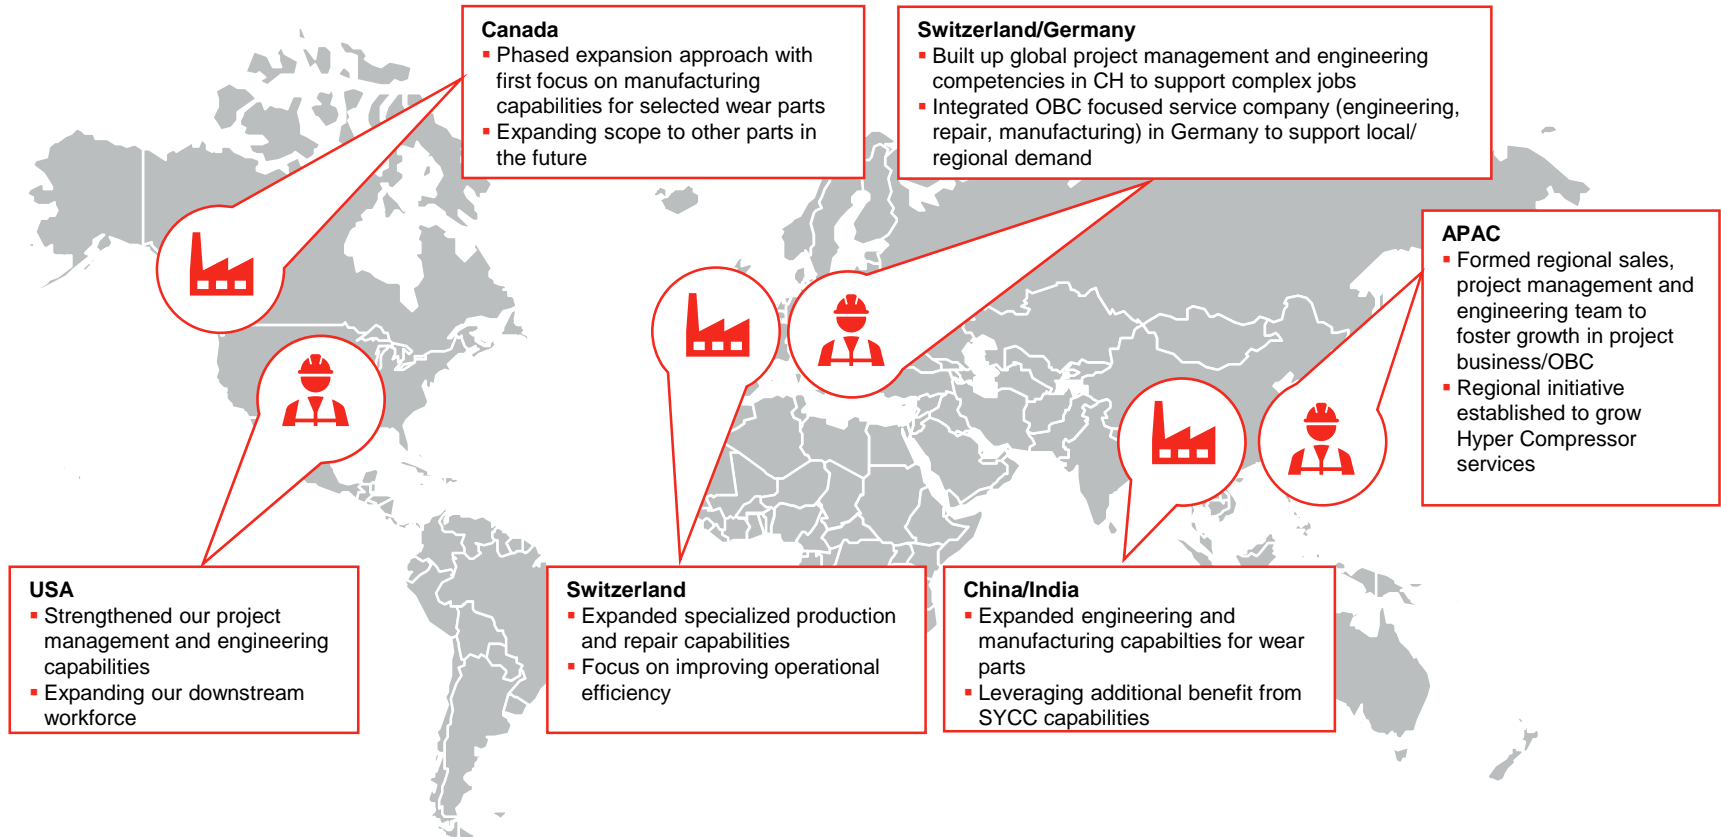 Canada
▪ Phased expansion approach with
first focus on manufacturing
capabilities for selected wear parts
▪ Expanding scope to other parts in
the future
Switzerland/Germany
▪ Built up global project management and engineering
competencies in CH to support complex jobs
▪ Integrated OBC focused service company (engineering,
repair, manufacturing) in Germany to support local/
regional demand
APAC
▪ Formed regional sales,
project management and
engineering team to
foster growth in project
business/OBC
▪ Regional initiative
established to grow
Hyper Compressor
services
USA
▪ Strengthened our project
management and engineering
capabilities
▪ Expanding our downstream
workforce
Switzerland
▪ Expanded specialized production
and repair capabilities
▪ Focus on improving operational
efficiency
China/India
▪ Expanded engineering and
manufacturing capabilties for wear
parts
▪ Leveraging additional benefit from
SYCC capabilities